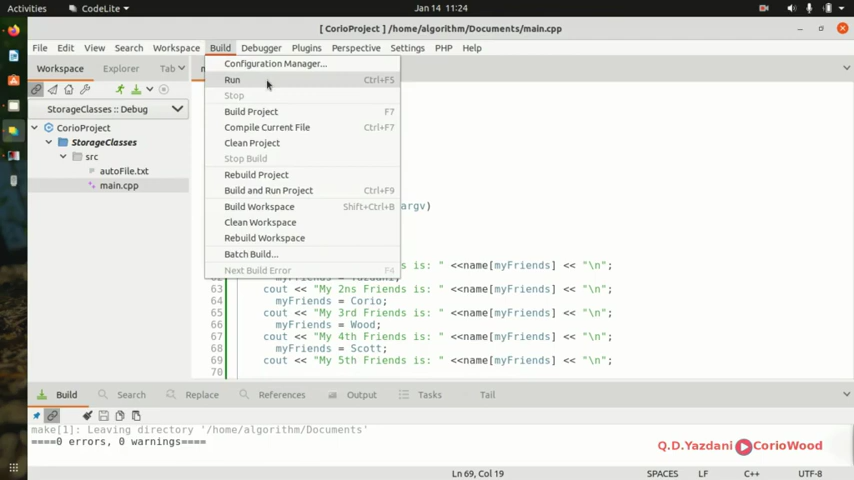 Activities CodeLite Jan 14 11:24
[ CorioProject ] /home/algorithm/Documents/main.cpp
File Edit View Search Workspace Build Debugger Plugins Perspective Settings PHP Help
Workspace Explorer Tab
StorageClasses :: Debug
CorioProject
StorageClasses
src
autoFile.txt
main.cpp
Configuration Manager...
Run Ctrl+F5
Stop
Build Project F7
Compile Current File Ctrl+F7
Clean Project
Stop Build
Rebuild Project
Build and Run Project Ctrl+F9
Build Workspace Shift+Ctrl+B
Clean Workspace
Rebuild Workspace
Batch Build...
Next Build Error F4
argv)
Friends is: " <<name[myFriends] << "\n";
63 cout << "My 2ns Friends is: " <<name[myFriends] << "\n";
64 myFriends = Corio;
65 cout << "My 3rd Friends is: " <<name[myFriends] << "\n";
66 myFriends = Wood;
67 cout << "My 4th Friends is: " <<name[myFriends] << "\n";
68 myFriends = Scott;
69 cout << "My 5th Friends is: " <<name[myFriends] << "\n";
70
Build Search Replace References Output Tasks Tail
make[1]: Leaving directory '/home/algorithm/Documents'
====0 errors, 0 warnings====
Q.D.Yazdani CorioWood
Ln 69, Col 19 SPACES LF C++ UTF-8